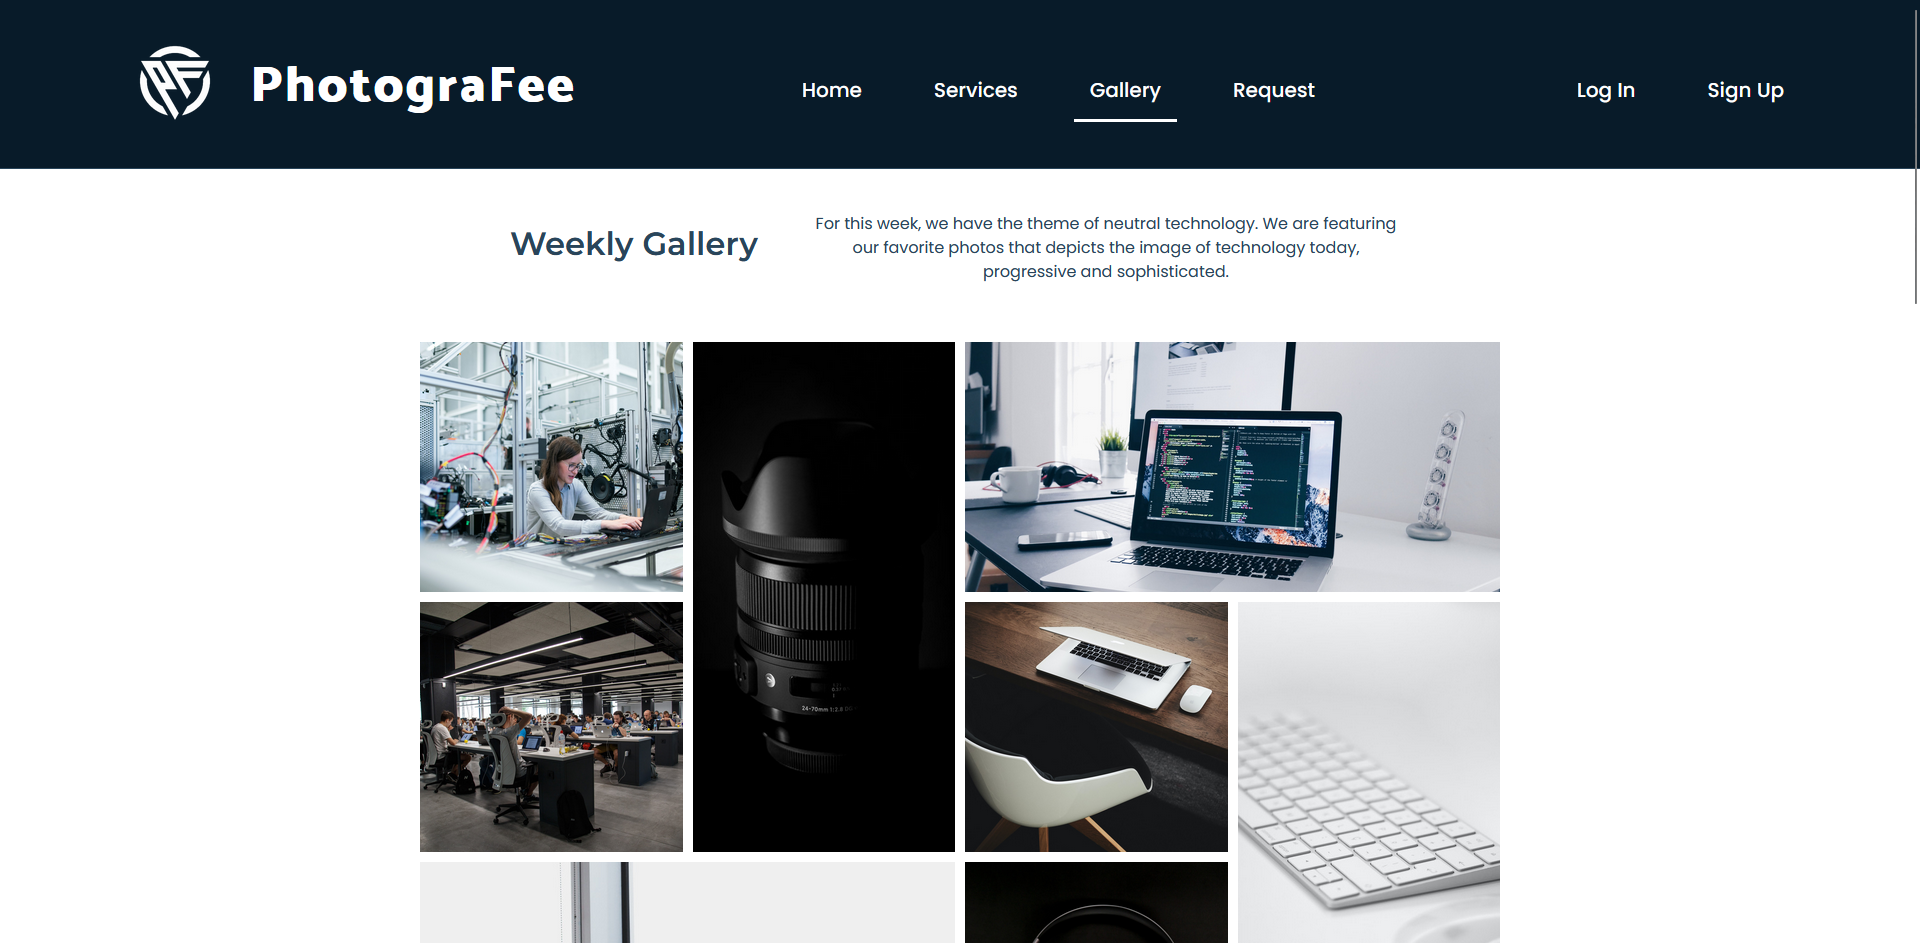 PhotograFee
Home
Services
Gallery
Request
Log In
Sign Up
Weekly Gallery
For this week, we have the theme of neutral technology. We are featuring
our favorite photos that depicts the image of technology today,
progressive and sophisticated.
24-70mm 1:2.8 DG